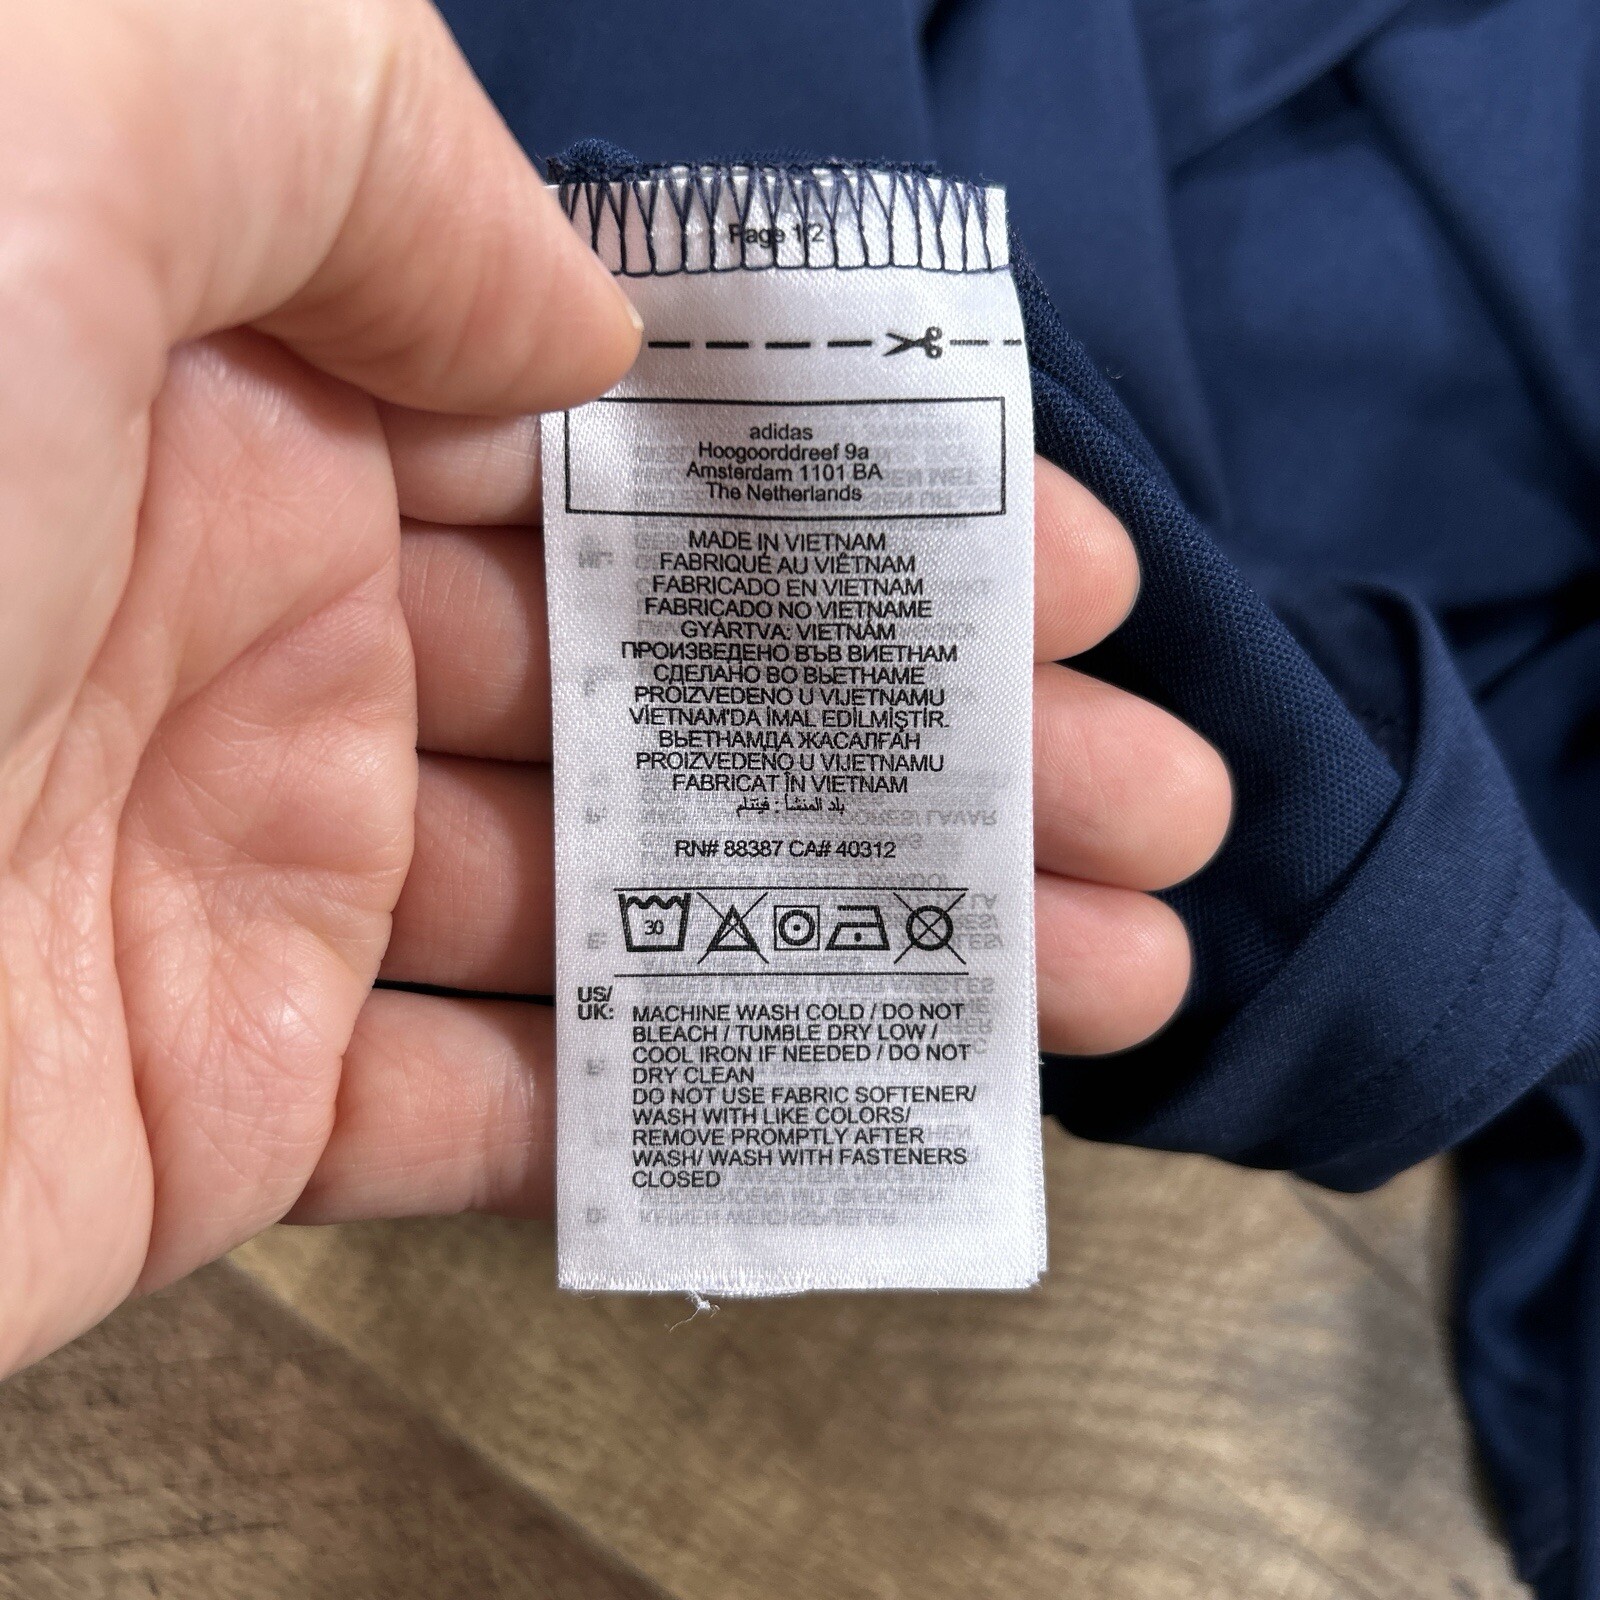 Page 1/2
adidas
Hoogoorddreef 9a
Amsterdam 1101 BA
The Netherlands
MADE IN VIETNAM
FABRIQUÉ AU VIÊTNAM
FABRICADO EN VIETNAM
FABRICADO NO VIETNAME
GYÁRTVA: VIETNÁM
ПРОИЗВЕДЕНО ВЪВ ВИЕТНАМ
СДЕЛАНО ВО ВЬЕТНАМЕ
PROIZVEDENO U VIJETNAMU
VİETNAM'DA İMAL EDİLMİŞTİR.
ВЬЕТНАМДА ЖАСАЛҒАН
PROIZVEDENO U VIJETNAMU
FABRICAT ÎN VIETNAM
بلد المنشأ : فيتنام
RN# 88387 CA# 40312
30
US/
UK:
MACHINE WASH COLD / DO NOT
BLEACH / TUMBLE DRY LOW /
COOL IRON IF NEEDED / DO NOT
DRY CLEAN
DO NOT USE FABRIC SOFTENER/
WASH WITH LIKE COLORS/
REMOVE PROMPTLY AFTER
WASH/ WASH WITH FASTENERS
CLOSED